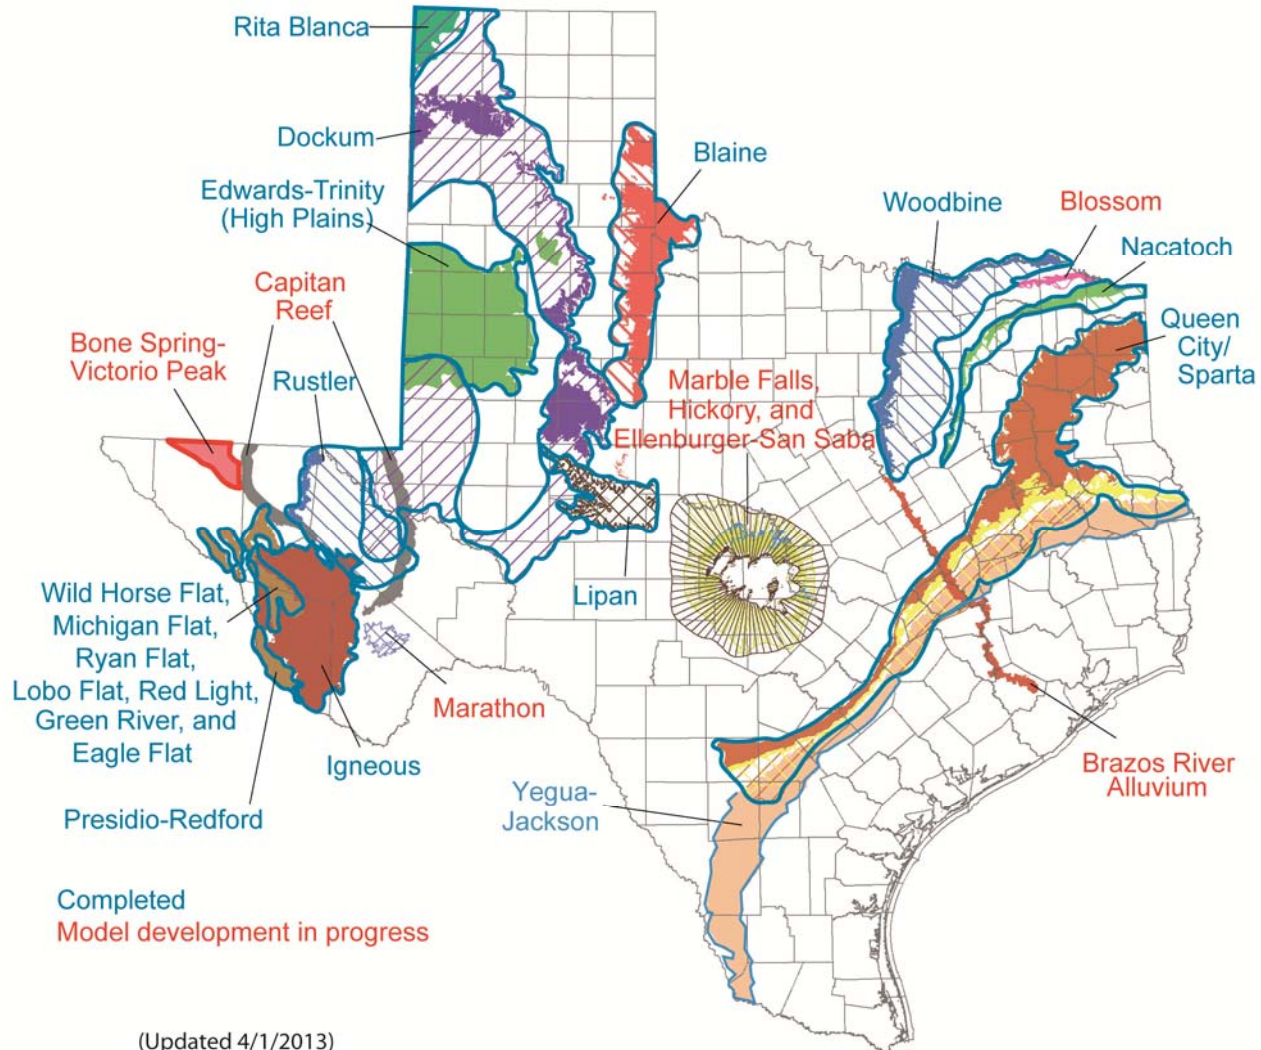 Rita Blanca
Dockum
Blaine
Edwards-Trinity
(High Plains)
Woodbine
Blossom
Nacatoch
Capitan
Reef
Queen
City/
Sparta
Bone Spring-
Victorio Peak
Rustler
Marble Falls,
Hickory, and
Ellenburger-San Saba
Lipan
Wild Horse Flat,
Michigan Flat,
Ryan Flat,
Lobo Flat, Red Light,
Green River, and
Eagle Flat
Marathon
Igneous
Brazos River
Alluvium
Yegua-
Jackson
Presidio-Redford
Completed
Model development in progress
(Updated 4/1/2013)